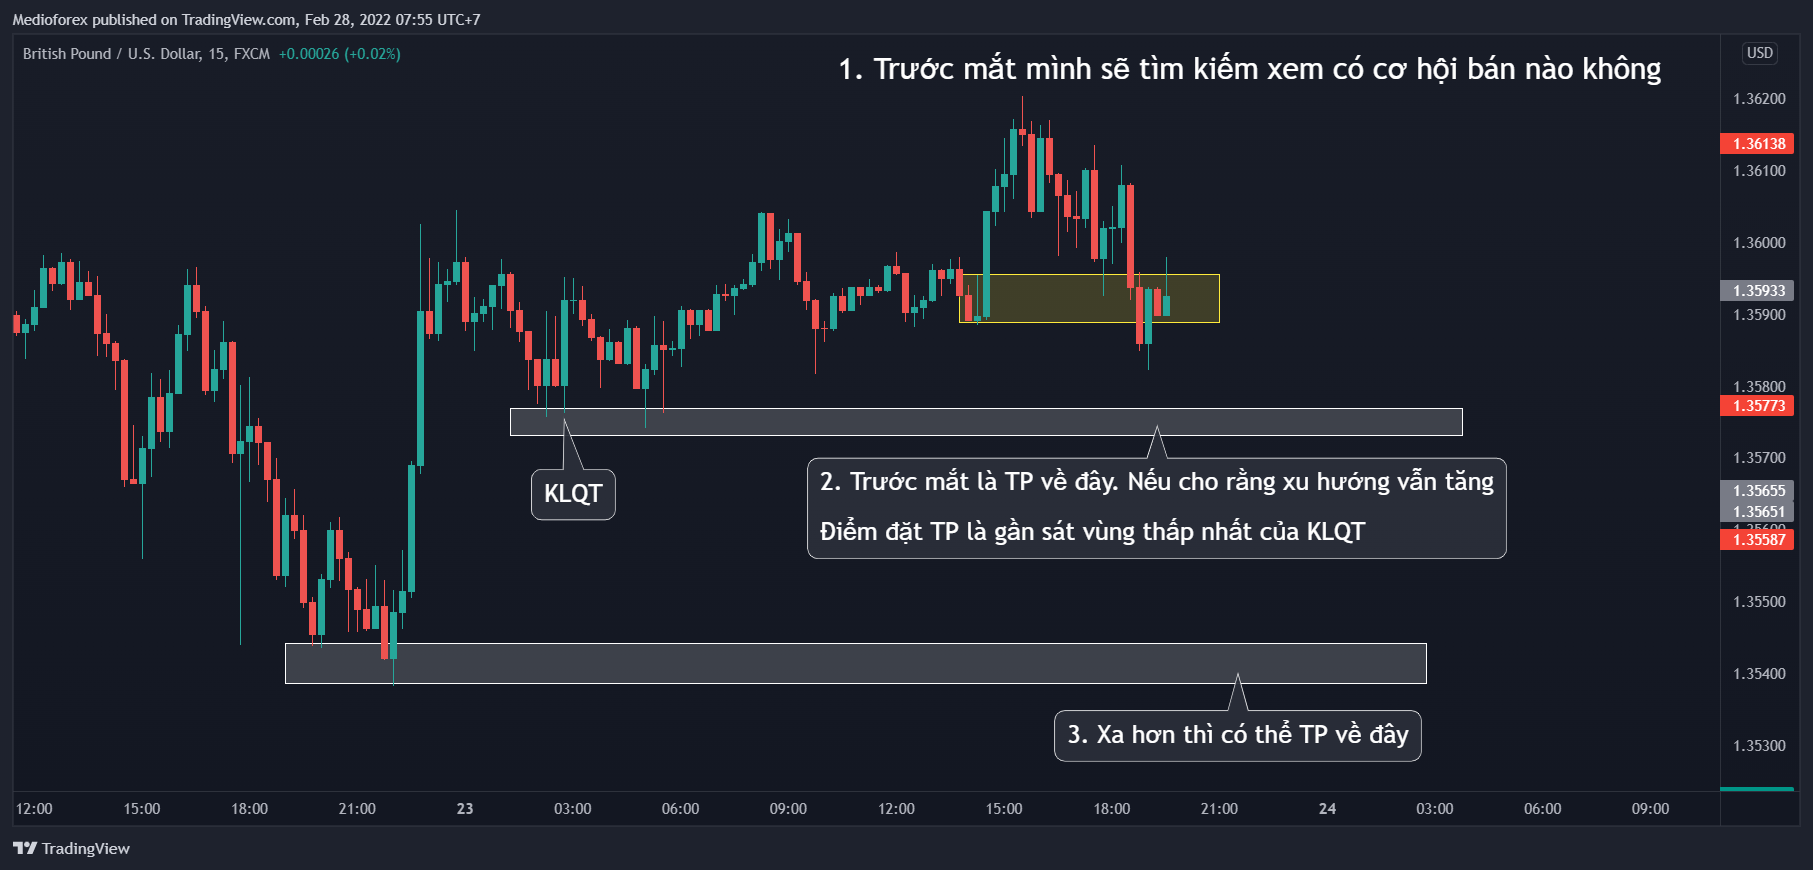 Medioforex published on TradingView.com, Feb 28, 2022 07:55 UTC+7
British Pound / U.S. Dollar, 15, FXCM +0.00026 (+0.02%)
USD
1. Trước mắt mình sẽ tìm kiếm xem có cơ hội bán nào không
1.36200
1.36138
1.36100
1.36000
1.35933
1.35900
1.35800
1.35773
1.35700
KLQT
2. Trước mắt là TP về đây. Nếu cho rằng xu hướng vẫn tăng
Điểm đặt TP là gần sát vùng thấp nhất của KLQT
1.35655
1.35651
1.35600
1.35587
1.35500
1.35400
3. Xa hơn thì có thể TP về đây
1.35300
12:00 15:00 18:00 21:00 23 03:00 06:00 09:00 12:00 15:00 18:00 21:00 24 03:00 06:00 09:00
TradingView